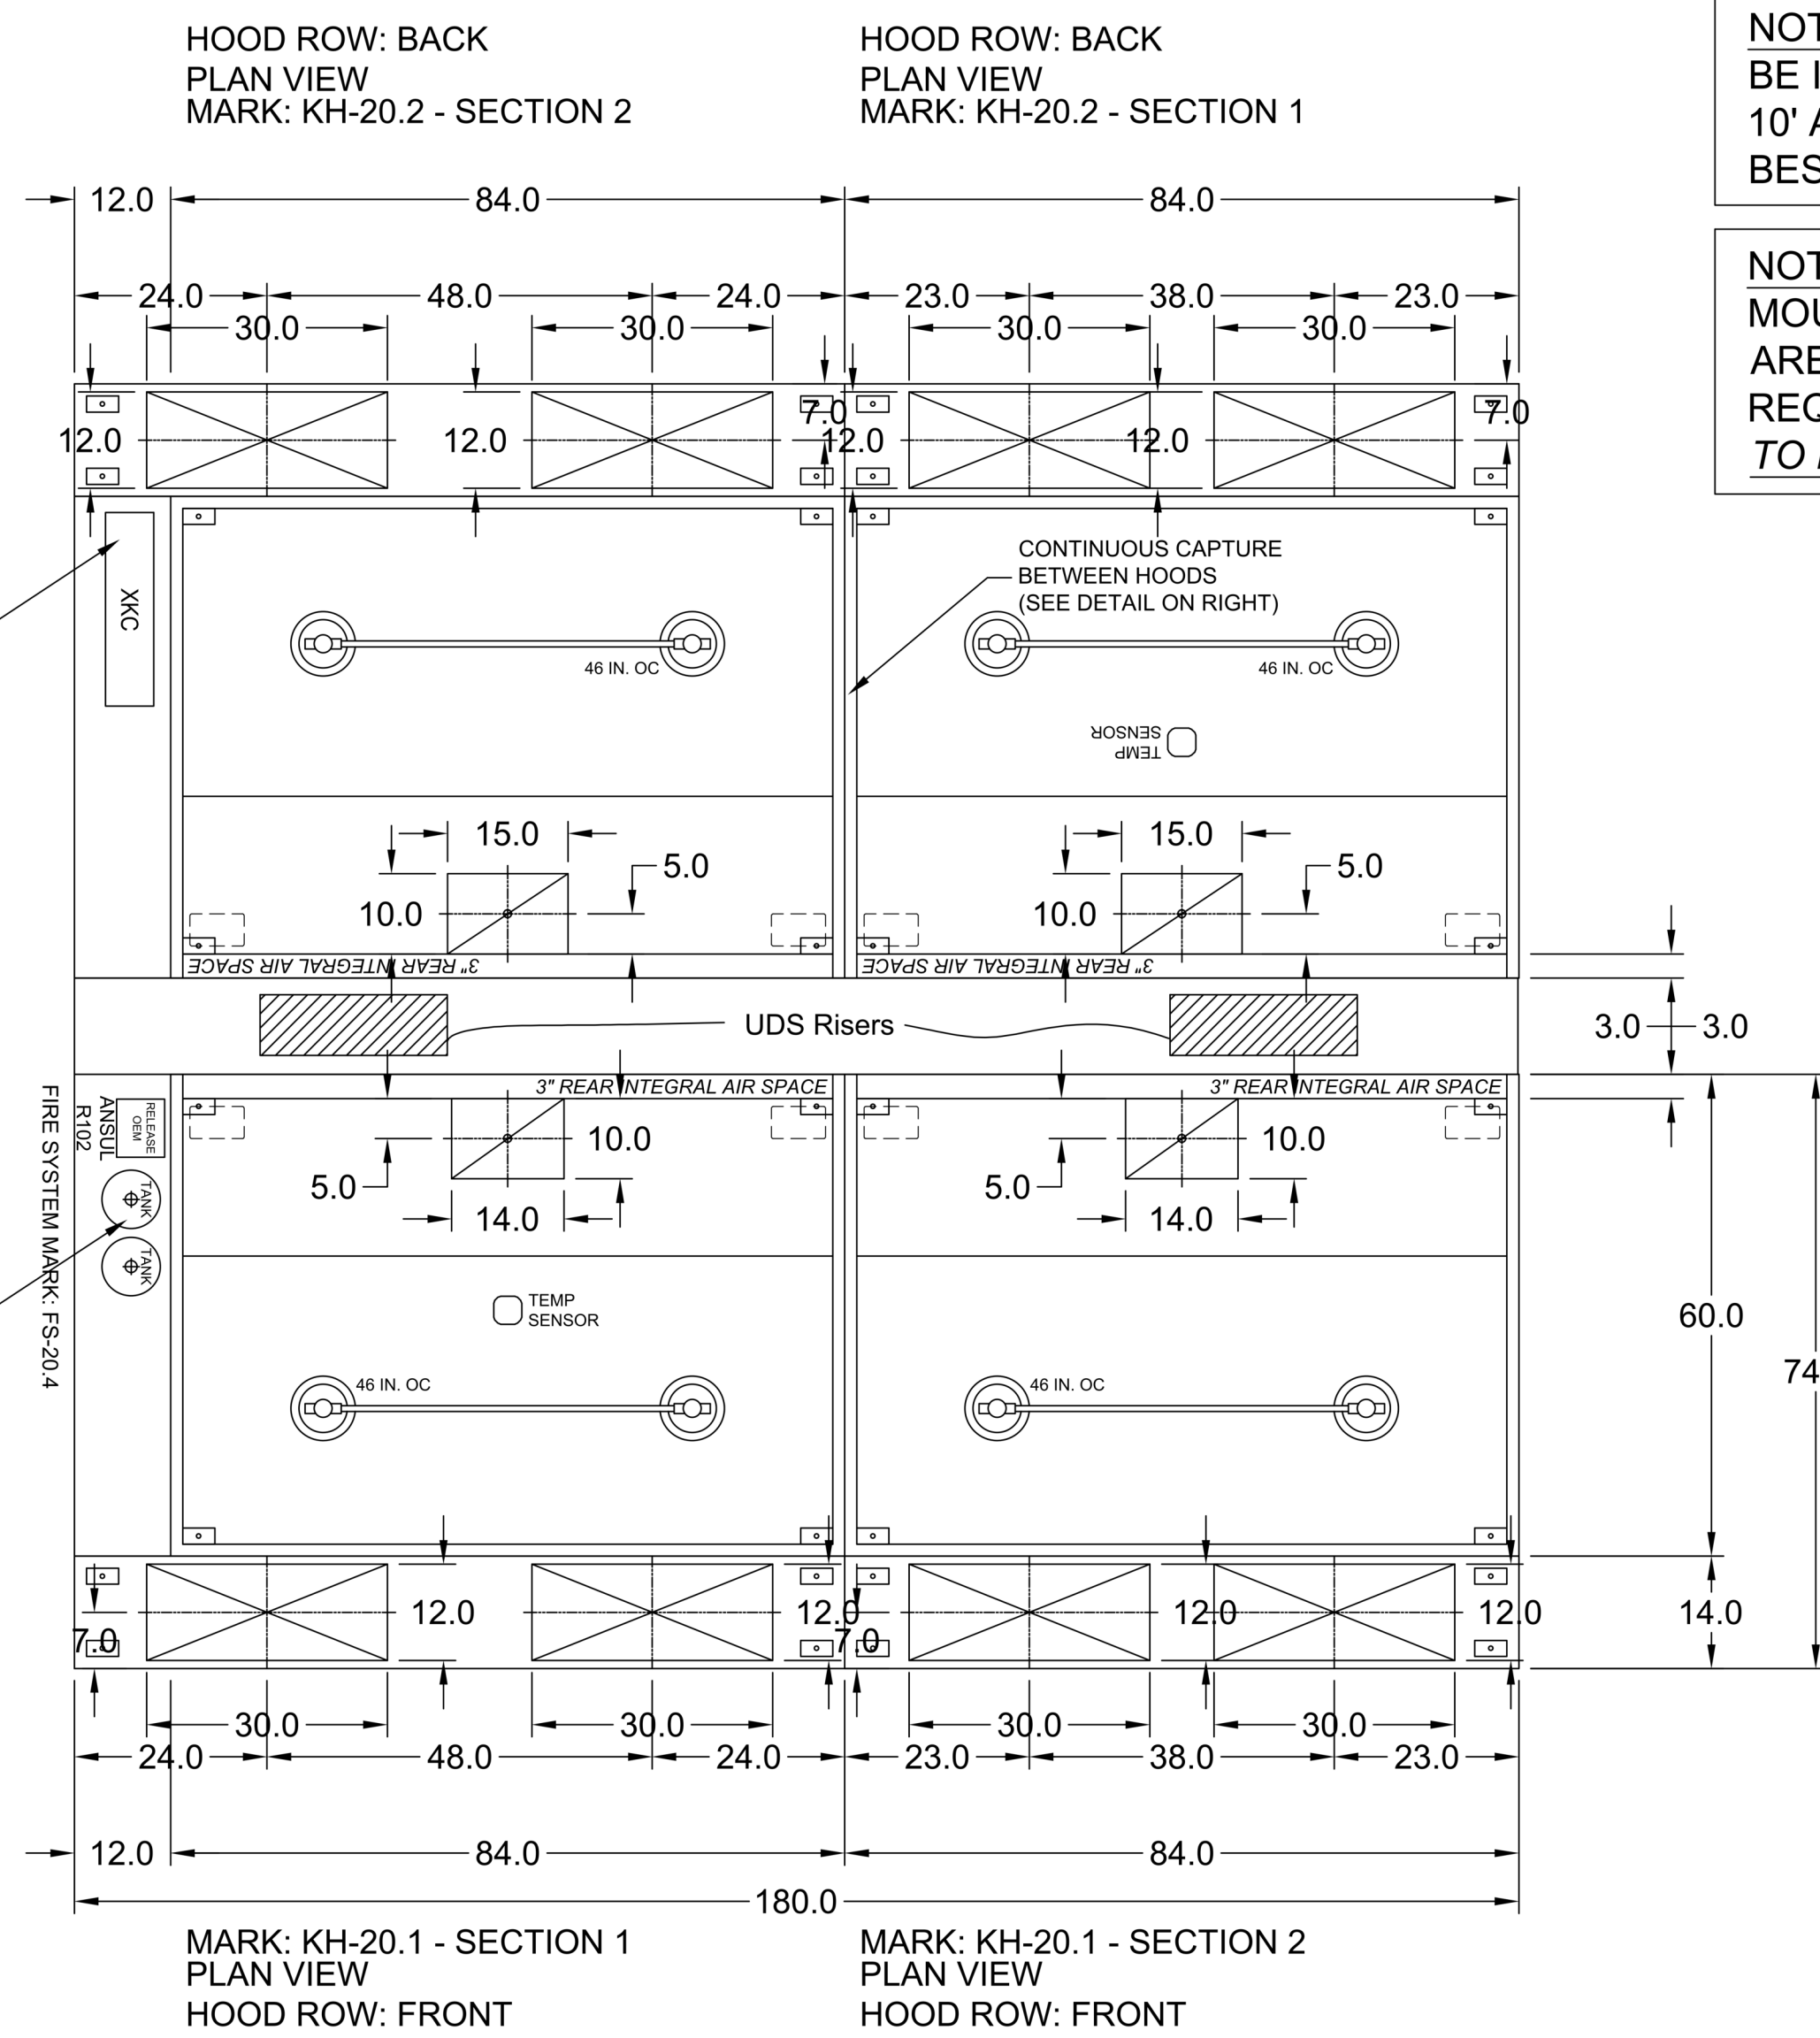 HOOD ROW: BACK
PLAN VIEW
MARK: KH-20.2 - SECTION 2
HOOD ROW: BACK
PLAN VIEW
MARK: KH-20.2 - SECTION 1
BE
10'
12.0
84.0
84.0
24.0
48.0
24.0
23.0
38.0
23.0
30.0
30.0
30.0
30.0
7.0
7.0
12.0
12.0
12.0
12.0
TO
XKC
CONTINUOUS CAPTURE
BETWEEN HOODS
(SEE DETAIL ON RIGHT)
46 IN. OC
46 IN. OC
TEMP
SENSOR
15.0
5.0
10.0
15.0
5.0
10.0
3" REAR INTEGRAL AIR SPACE
3" REAR INTEGRAL AIR SPACE
UDS Risers
3.0
3.0
3" REAR INTEGRAL AIR SPACE
3" REAR INTEGRAL AIR SPACE
RELEASE
OEM
ANSUL
R102
TANK
TANK
FIRE SYSTEM MARK: FS-20.4
10.0
5.0
14.0
10.0
5.0
14.0
TEMP
SENSOR
60.0
74
46 IN. OC
46 IN. OC
12.0
12.0
12.0
12.0
14.0
7.0
7.0
30.0
30.0
30.0
30.0
24.0
48.0
24.0
23.0
38.0
23.0
12.0
84.0
84.0
180.0
MARK: KH-20.1 - SECTION 1
PLAN VIEW
HOOD ROW: FRONT
MARK: KH-20.1 - SECTION 2
PLAN VIEW
HOOD ROW: FRONT